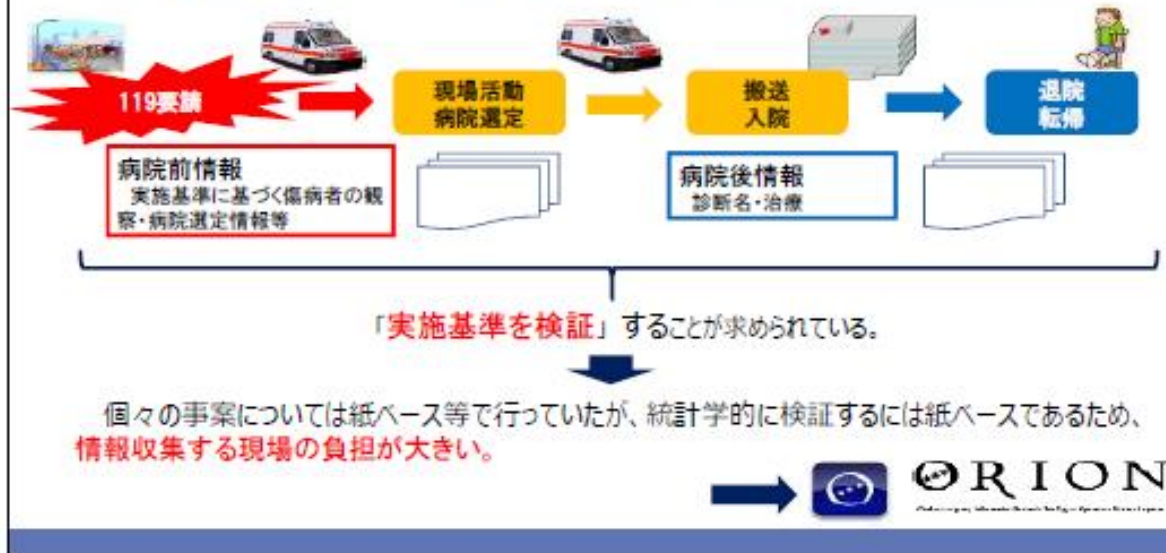 119要請
現場活動
病院選定
搬送
入院
退院
転帰
病院前情報
実施基準に基づく傷病者の観
察・病院選定情報等
病院後情報
診断名・治療
「実施基準を検証」することが求められている。
個々の事案については紙ベース等で行っていたが、統計学的に検証するには紙ベースであるため、
情報収集する現場の負担が大きい。
ORION